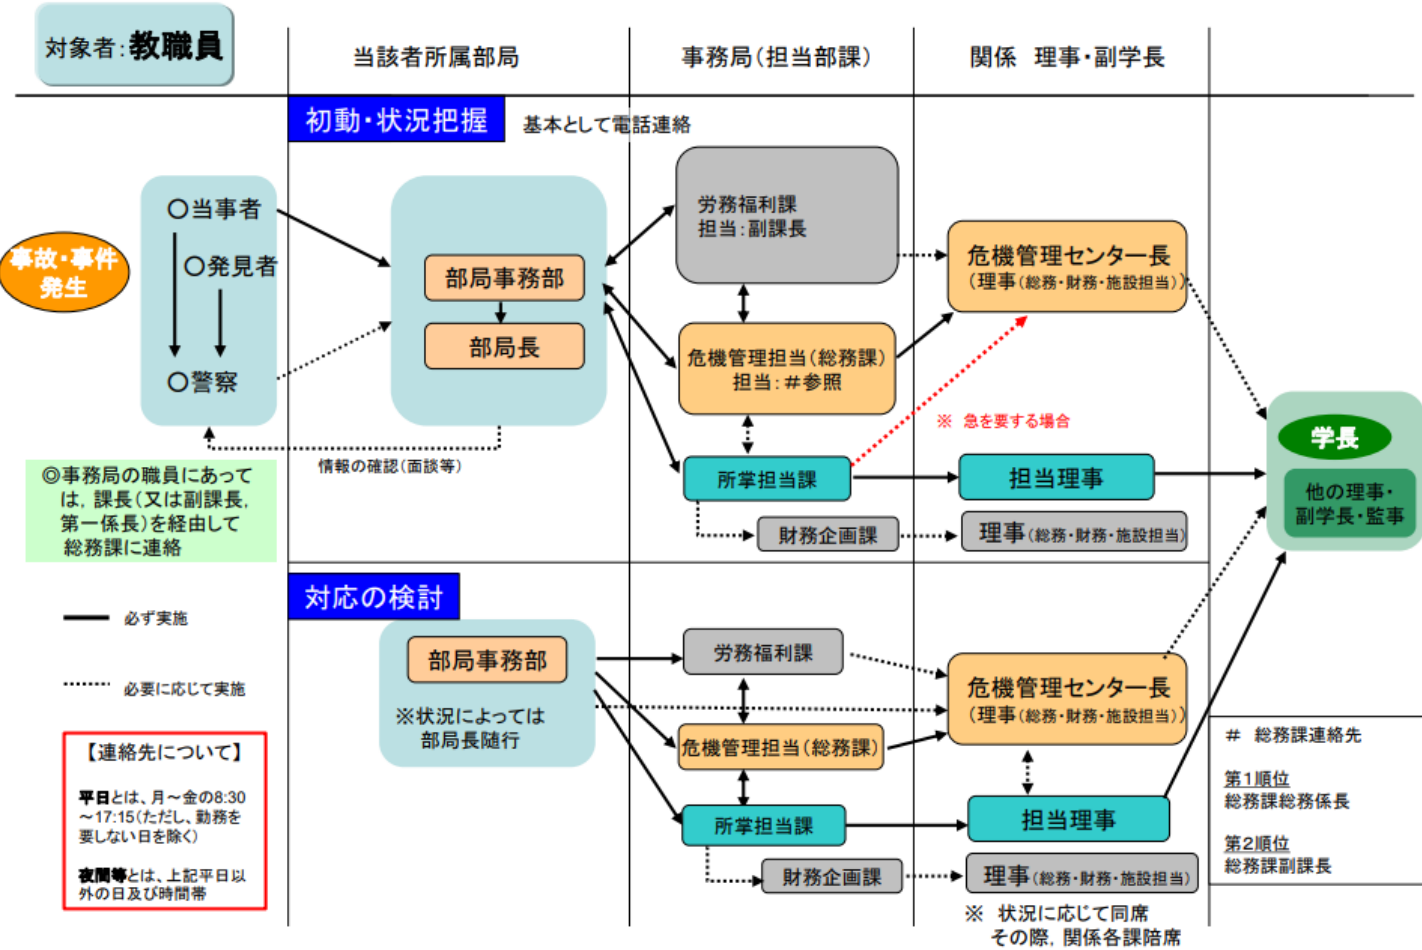 対象者：教職員
当該者所属部局
事務局（担当部課）
関係　理事・副学長
初動・状況把握
基本として電話連絡
事故・事件
発生
○当事者
○発見者
○警察
部局事務部
部局長
労務福利課
担当：副課長
危機管理担当（総務課）
担当：＃参照
所掌担当課
財務企画課
危機管理センター長
（理事（総務・財務・施設担当））
※　急を要する場合
担当理事
理事（総務・財務・施設担当）
学長
他の理事・
副学長・監事
情報の確認（面談等）
◎事務局の職員にあって
は，課長（又は副課長，
第一係長）を経由して
総務課に連絡
必ず実施
必要に応じて実施
【連絡先について】
平日とは、月～金の8:30
～17:15（ただし、勤務を
要しない日を除く）
夜間等とは、上記平日以
外の日及び時間帯
対応の検討
部局事務部
※状況によっては
部局長随行
労務福利課
危機管理担当（総務課）
所掌担当課
財務企画課
危機管理センター長
（理事（総務・財務・施設担当））
担当理事
理事（総務・財務・施設担当）
※　状況に応じて同席
その際，関係各課陪席
＃　総務課連絡先
第1順位
総務課総務係長
第2順位
総務課副課長